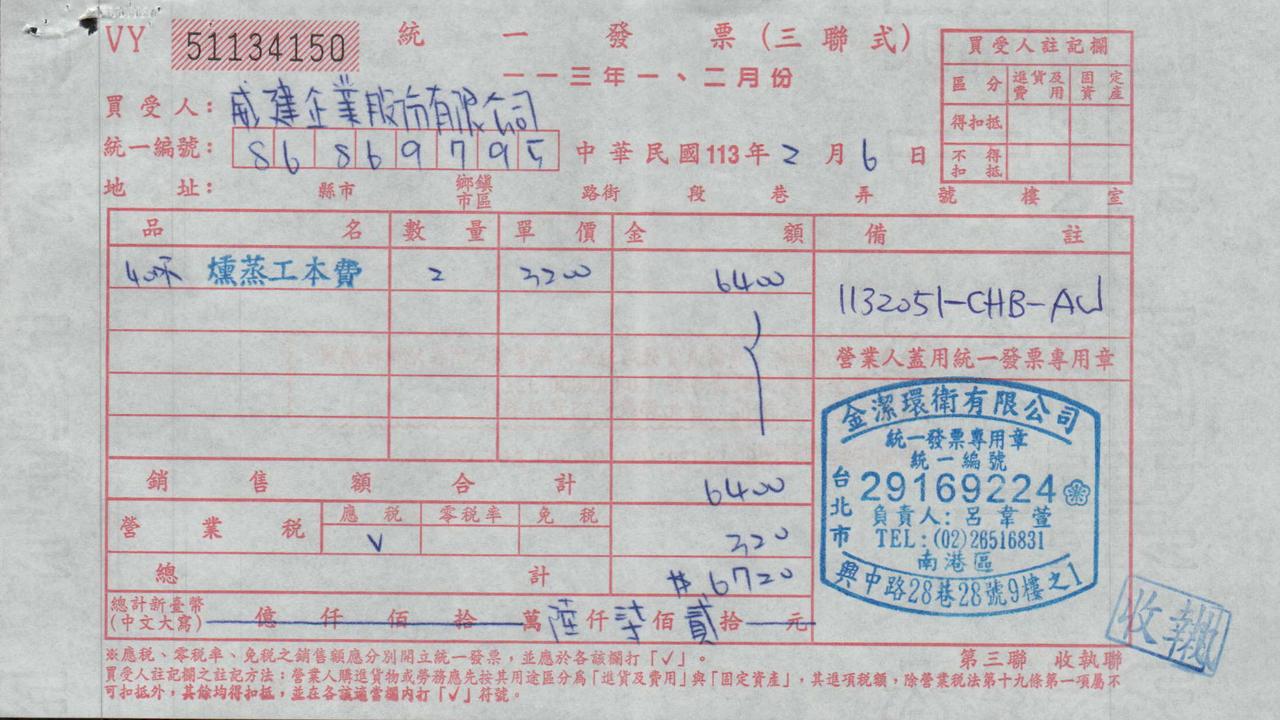 VY 51134150 統一發票(三聯式)
一一三年一、二月份
買受人註記欄
區分 進貨及費用 固定資產
得扣抵
不得扣抵
買受人: 威建企業股份有限公司
統一編號: 86869795 中華民國113年2月6日
地址: 縣市 鄉鎮市區 路街 段 巷 弄 號 樓 室
品名 數量 單價 金額 備註
40呎 燻蒸工本費 2 3200 6400
1132051-CHB-AU
營業人蓋用統一發票專用章
金潔環衛有限公司
統一發票專用章
統一編號
29169224
台北市
負責人:呂韋萱
TEL:(02)26516831
南港區
興中路28巷28號9樓之1
銷售額合計 6400
營業稅 應稅 零稅率 免稅
V 320
總計 #6720
總計新臺幣(中文大寫) 億仟佰拾萬陸仟柒佰貳拾元
※應稅、零稅率、免稅之銷售額應分別開立統一發票,並應於各該欄打「√」。
第三聯 收執聯
買受人註記欄之註記方法:營業人購進貨物或勞務應先按其用途區分為「進貨及費用」與「固定資產」,其進項稅額,除營業稅法第十九條第一項屬不
可扣抵外,其餘均得扣抵,並在各該適當欄內打「√」符號。
收執